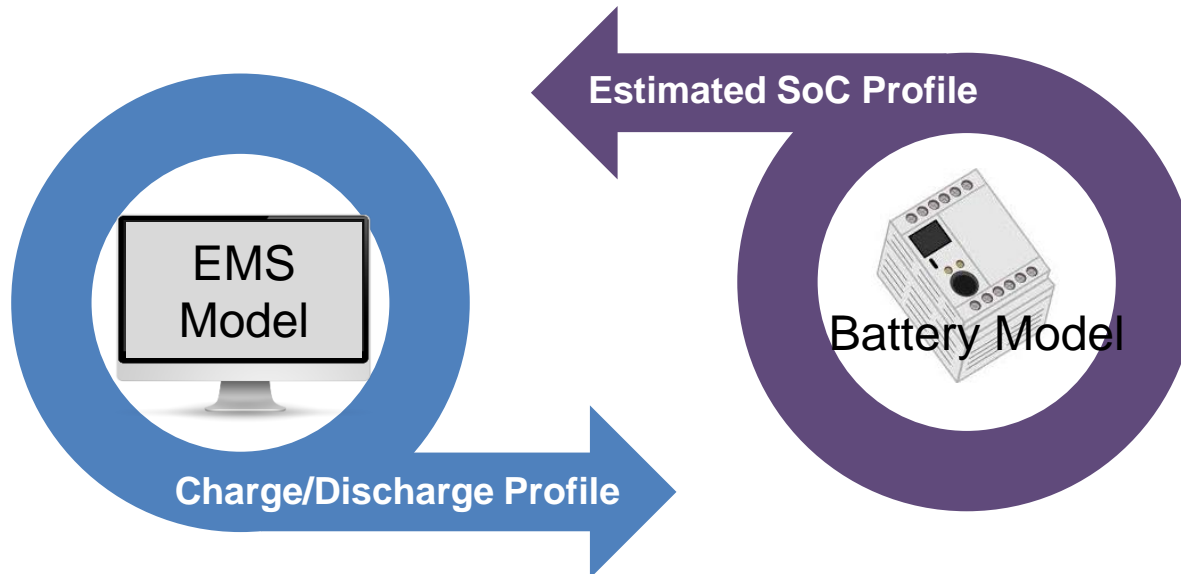 Estimated SoC Profile
EMS
Model
Battery Model
Charge/Discharge Profile